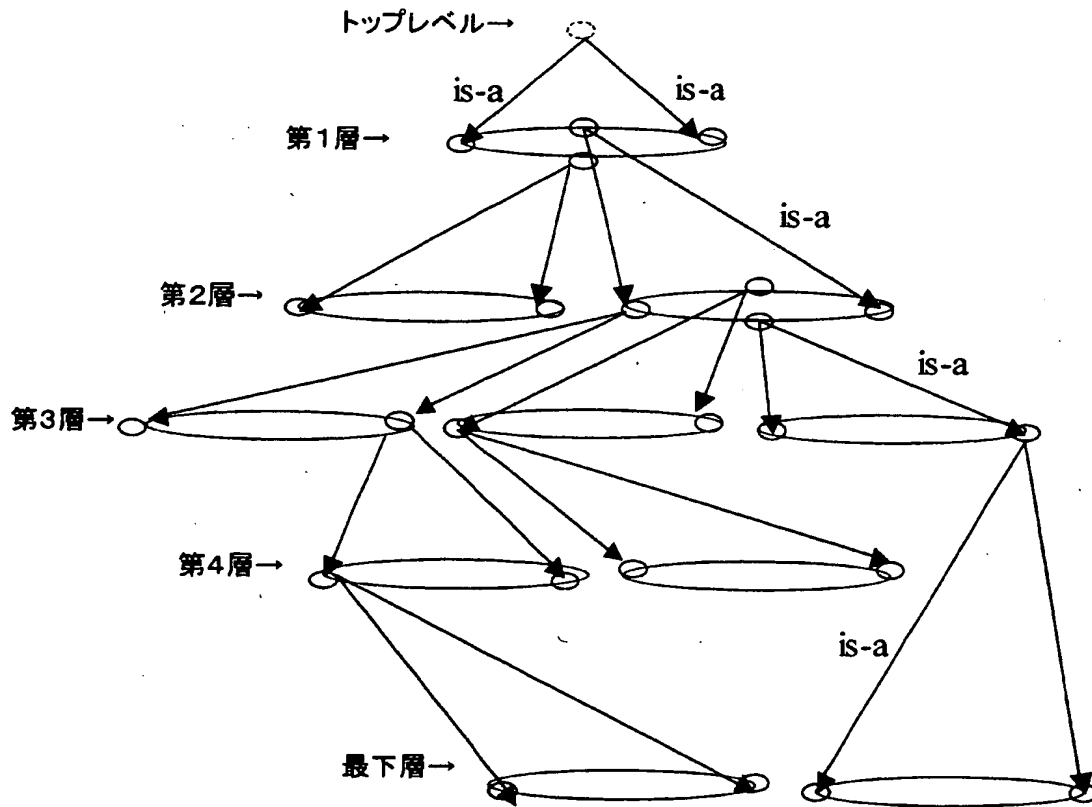 トップレベル→
is-a
is-a
第1層→
is-a
第2層→
is-a
第3層→
第4層→
is-a
最下層→